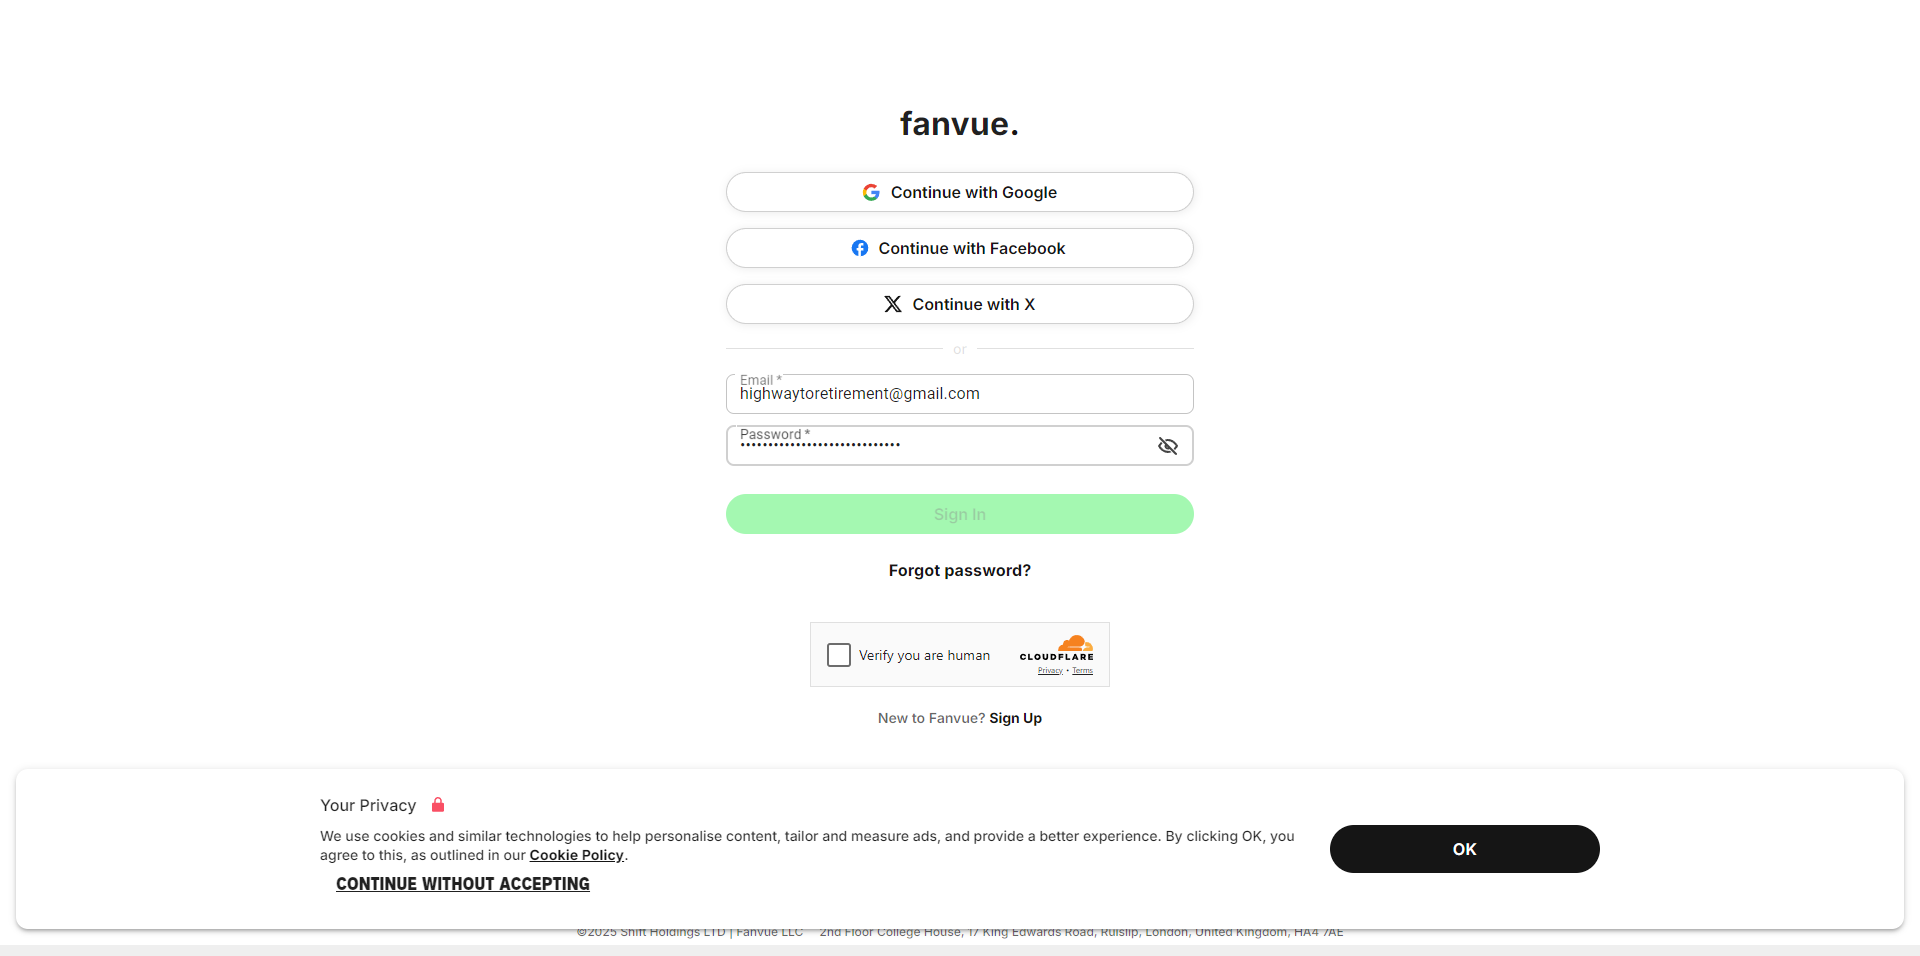 fanvue.
Continue with Google
Continue with Facebook
Continue with X
or
Email *
highwaytoretirement@gmail.com
Password *
•••••••••••••••••••••••••••••
Sign In
Forgot password?
Verify you are human
CLOUDFLARE
Privacy • Terms
New to Fanvue? Sign Up
Your Privacy
We use cookies and similar technologies to help personalise content, tailor and measure ads, and provide a better experience. By clicking OK, you
agree to this, as outlined in our Cookie Policy.
CONTINUE WITHOUT ACCEPTING
OK
©2025 Shift Holdings LTD | Fanvue LLC 2nd Floor College House, 17 King Edwards Road, Ruislip, London, United Kingdom, HA4 7AE